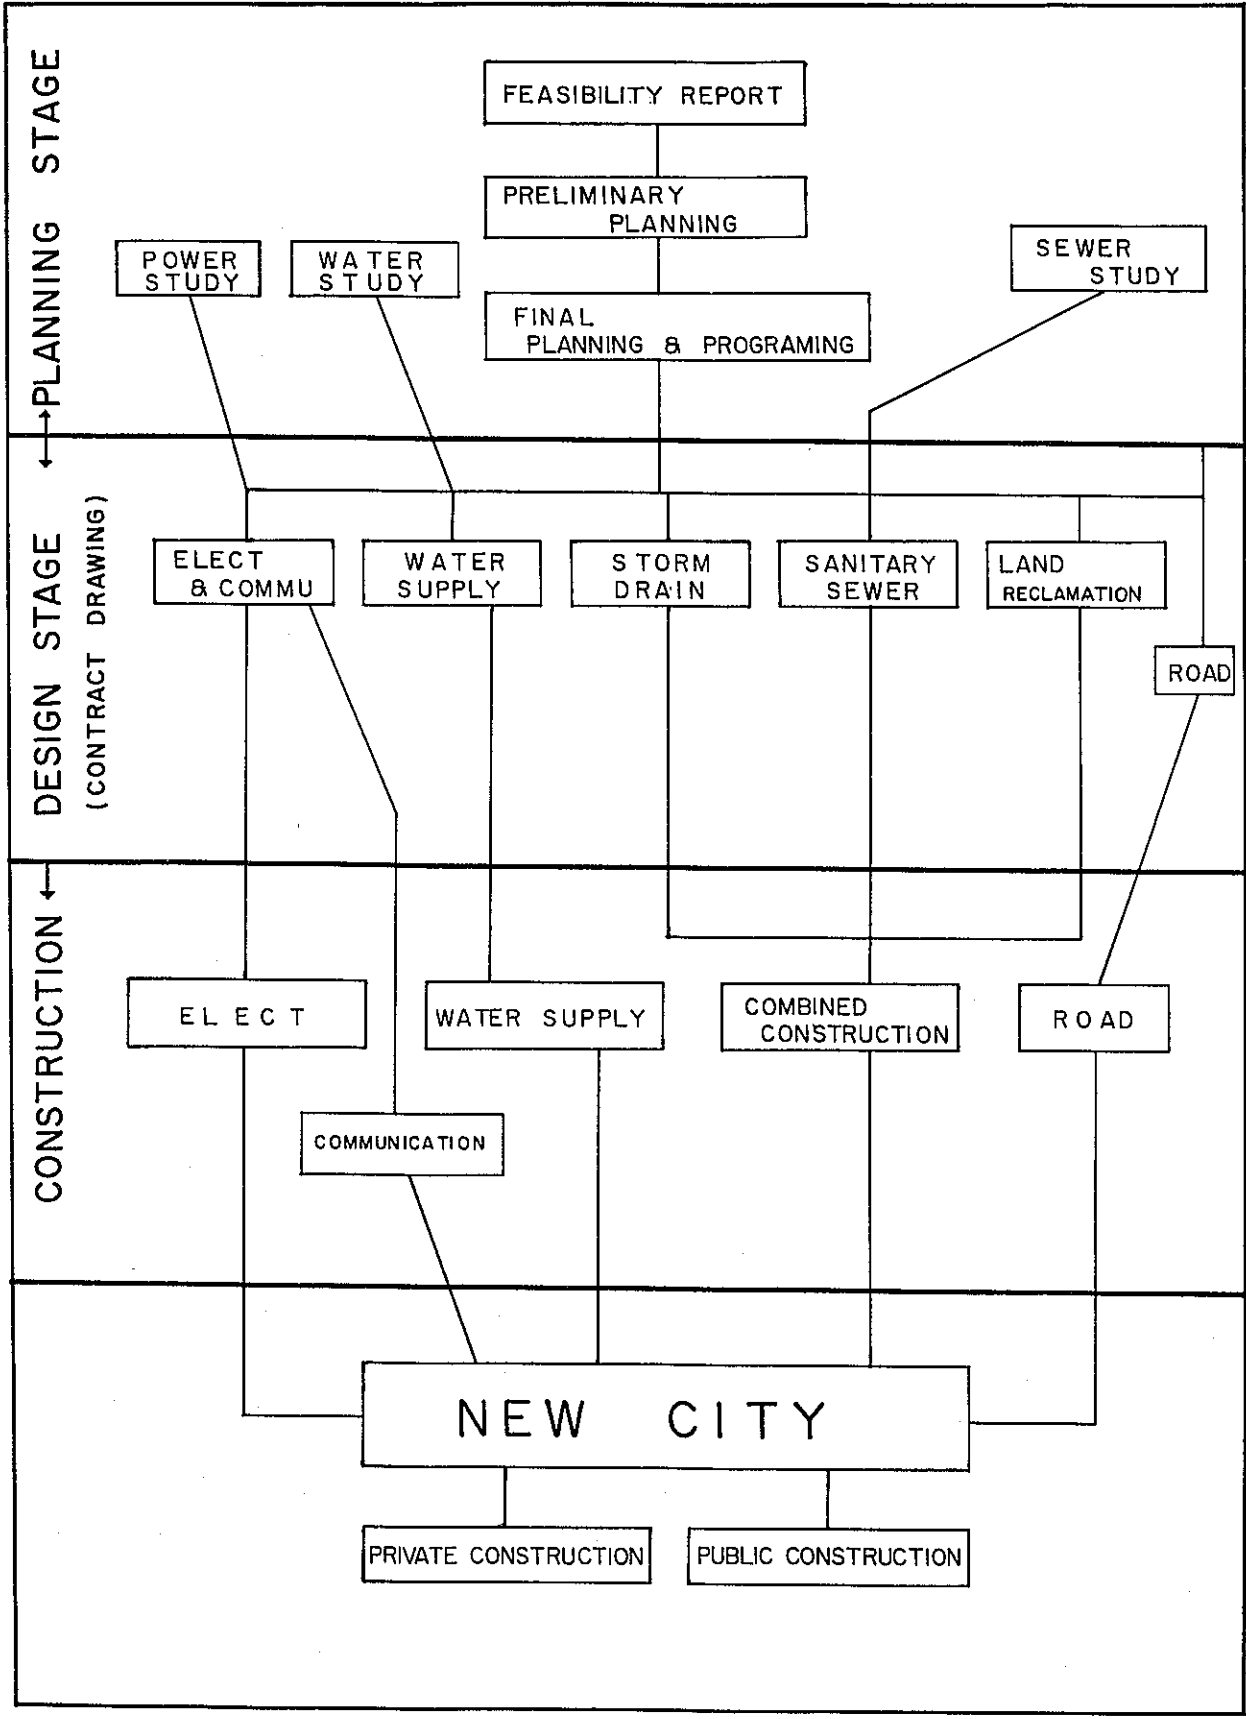 PLANNING STAGE
FEASIBILITY REPORT
PRELIMINARY
PLANNING
POWER
STUDY
WATER
STUDY
SEWER
STUDY
FINAL
PLANNING & PROGRAMING
DESIGN STAGE
(CONTRACT DRAWING)
ELECT
& COMMU
WATER
SUPPLY
STORM
DRAIN
SANITARY
SEWER
LAND
RECLAMATION
ROAD
CONSTRUCTION
ELECT
WATER SUPPLY
COMBINED
CONSTRUCTION
ROAD
COMMUNICATION
NEW CITY
PRIVATE CONSTRUCTION
PUBLIC CONSTRUCTION